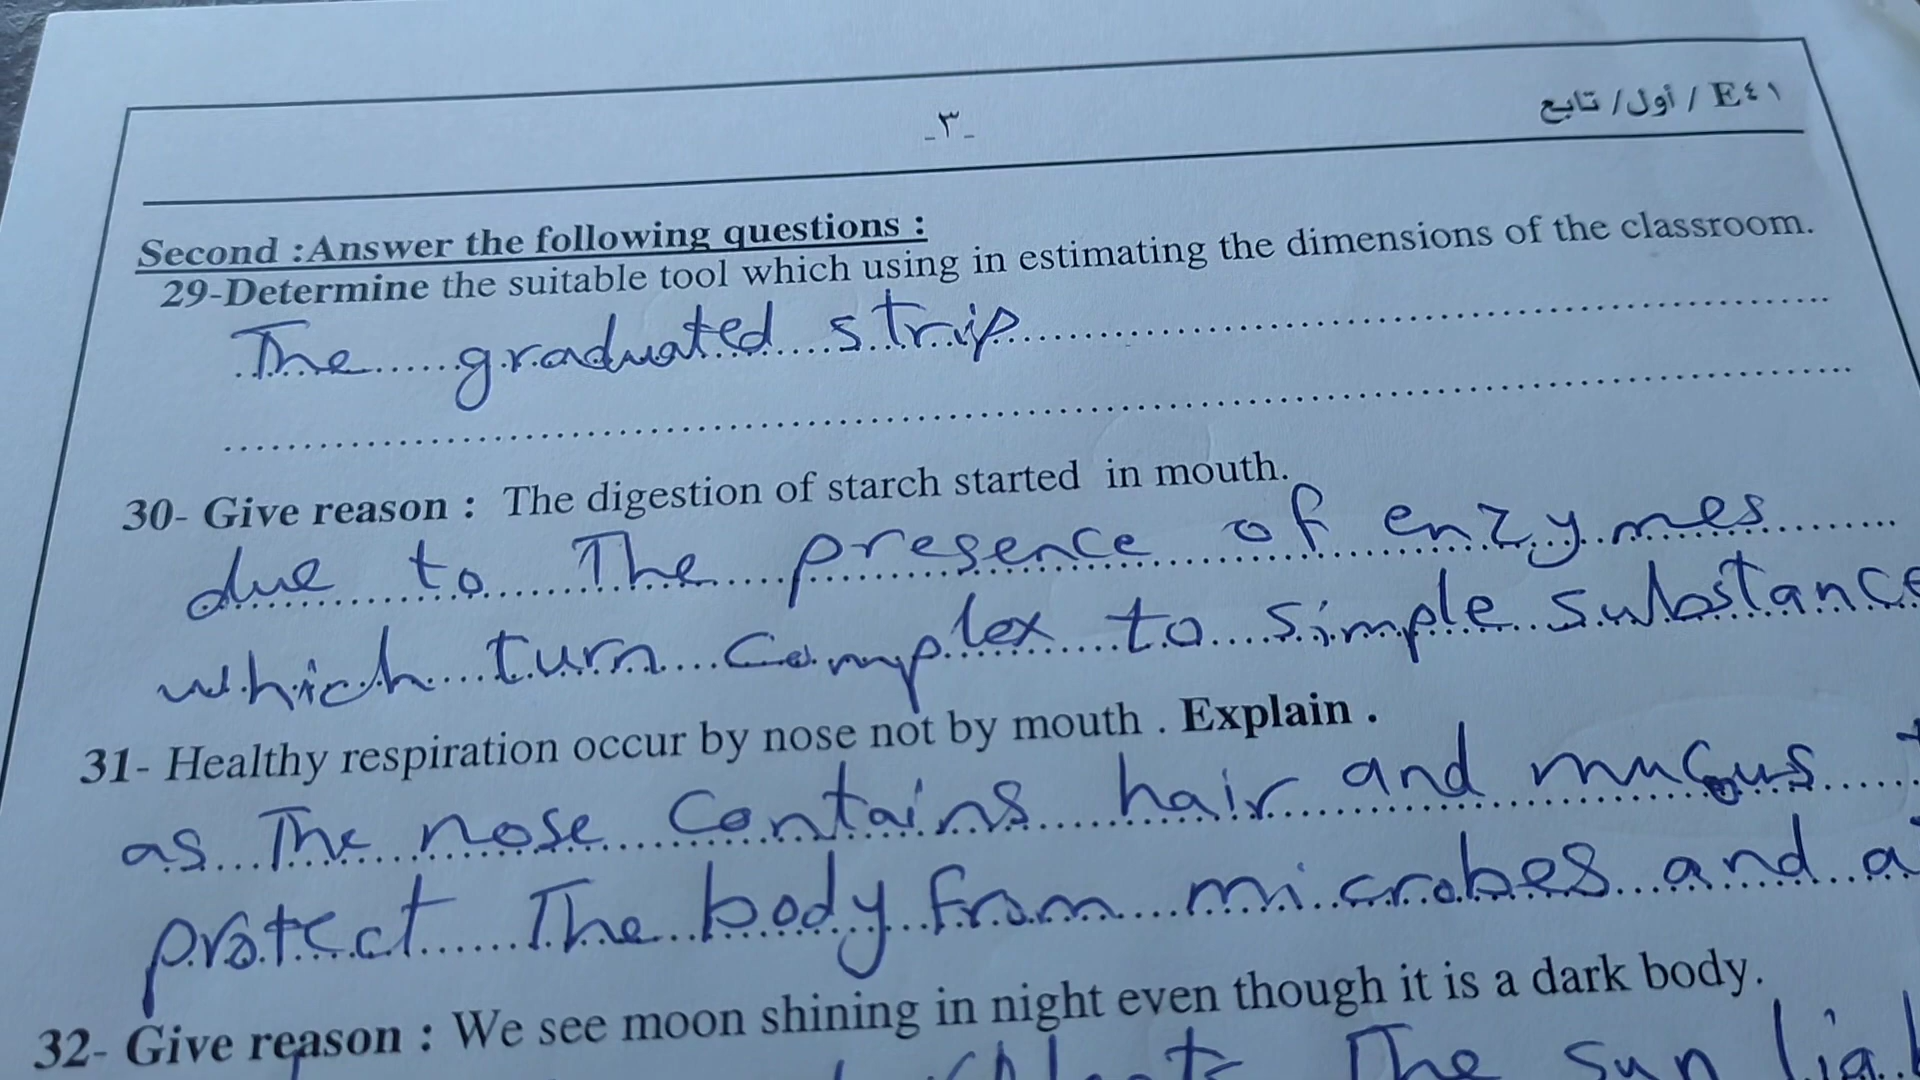 E٤١ / أول/ تابع
_٣_
Second :Answer the following questions :
29-Determine the suitable tool which using in estimating the dimensions of the classroom.
The graduated strip
30- Give reason : The digestion of starch started in mouth.
due to The presence of enzymes
which turn complex to simple substance
31- Healthy respiration occur by nose not by mouth . Explain .
as The nose contains hair and mucous
protect The body from microbes and
32- Give reason : We see moon shining in night even though it is a dark body.
The sun